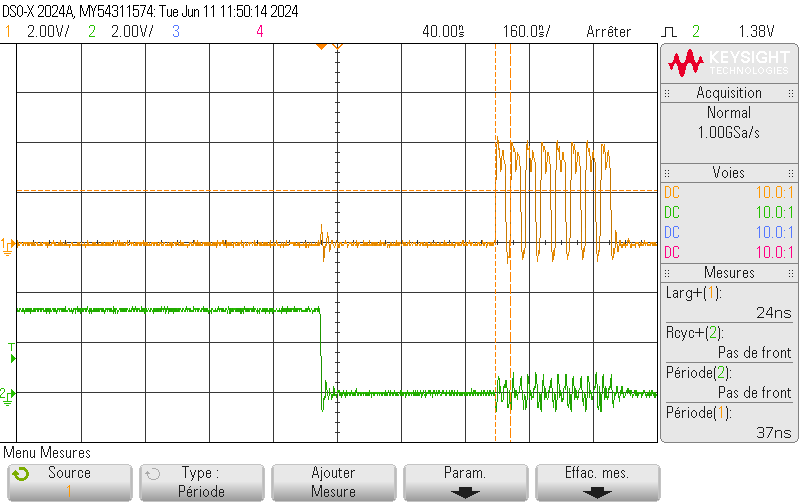 DSO-X 2024A, MY54311574: Tue Jun 11 11:50:14 2024
1 2.00V/ 2 2.00V/ 3 4 40.00s 160.0s/ Arrêter 2 1.38V
KEYSIGHT
TECHNOLOGIES
Acquisition
Normal
1.00GSa/s
Voies
DC 10.0:1
DC 10.0:1
DC 10.0:1
DC 10.0:1
Mesures
Larg+(1):
24ns
Rcyc+(2):
Pas de front
Période(2):
Pas de front
Période(1):
37ns
1
T
2
Menu Mesures
Source
1
Type :
Période
Ajouter
Mesure
Param.
Effac. mes.